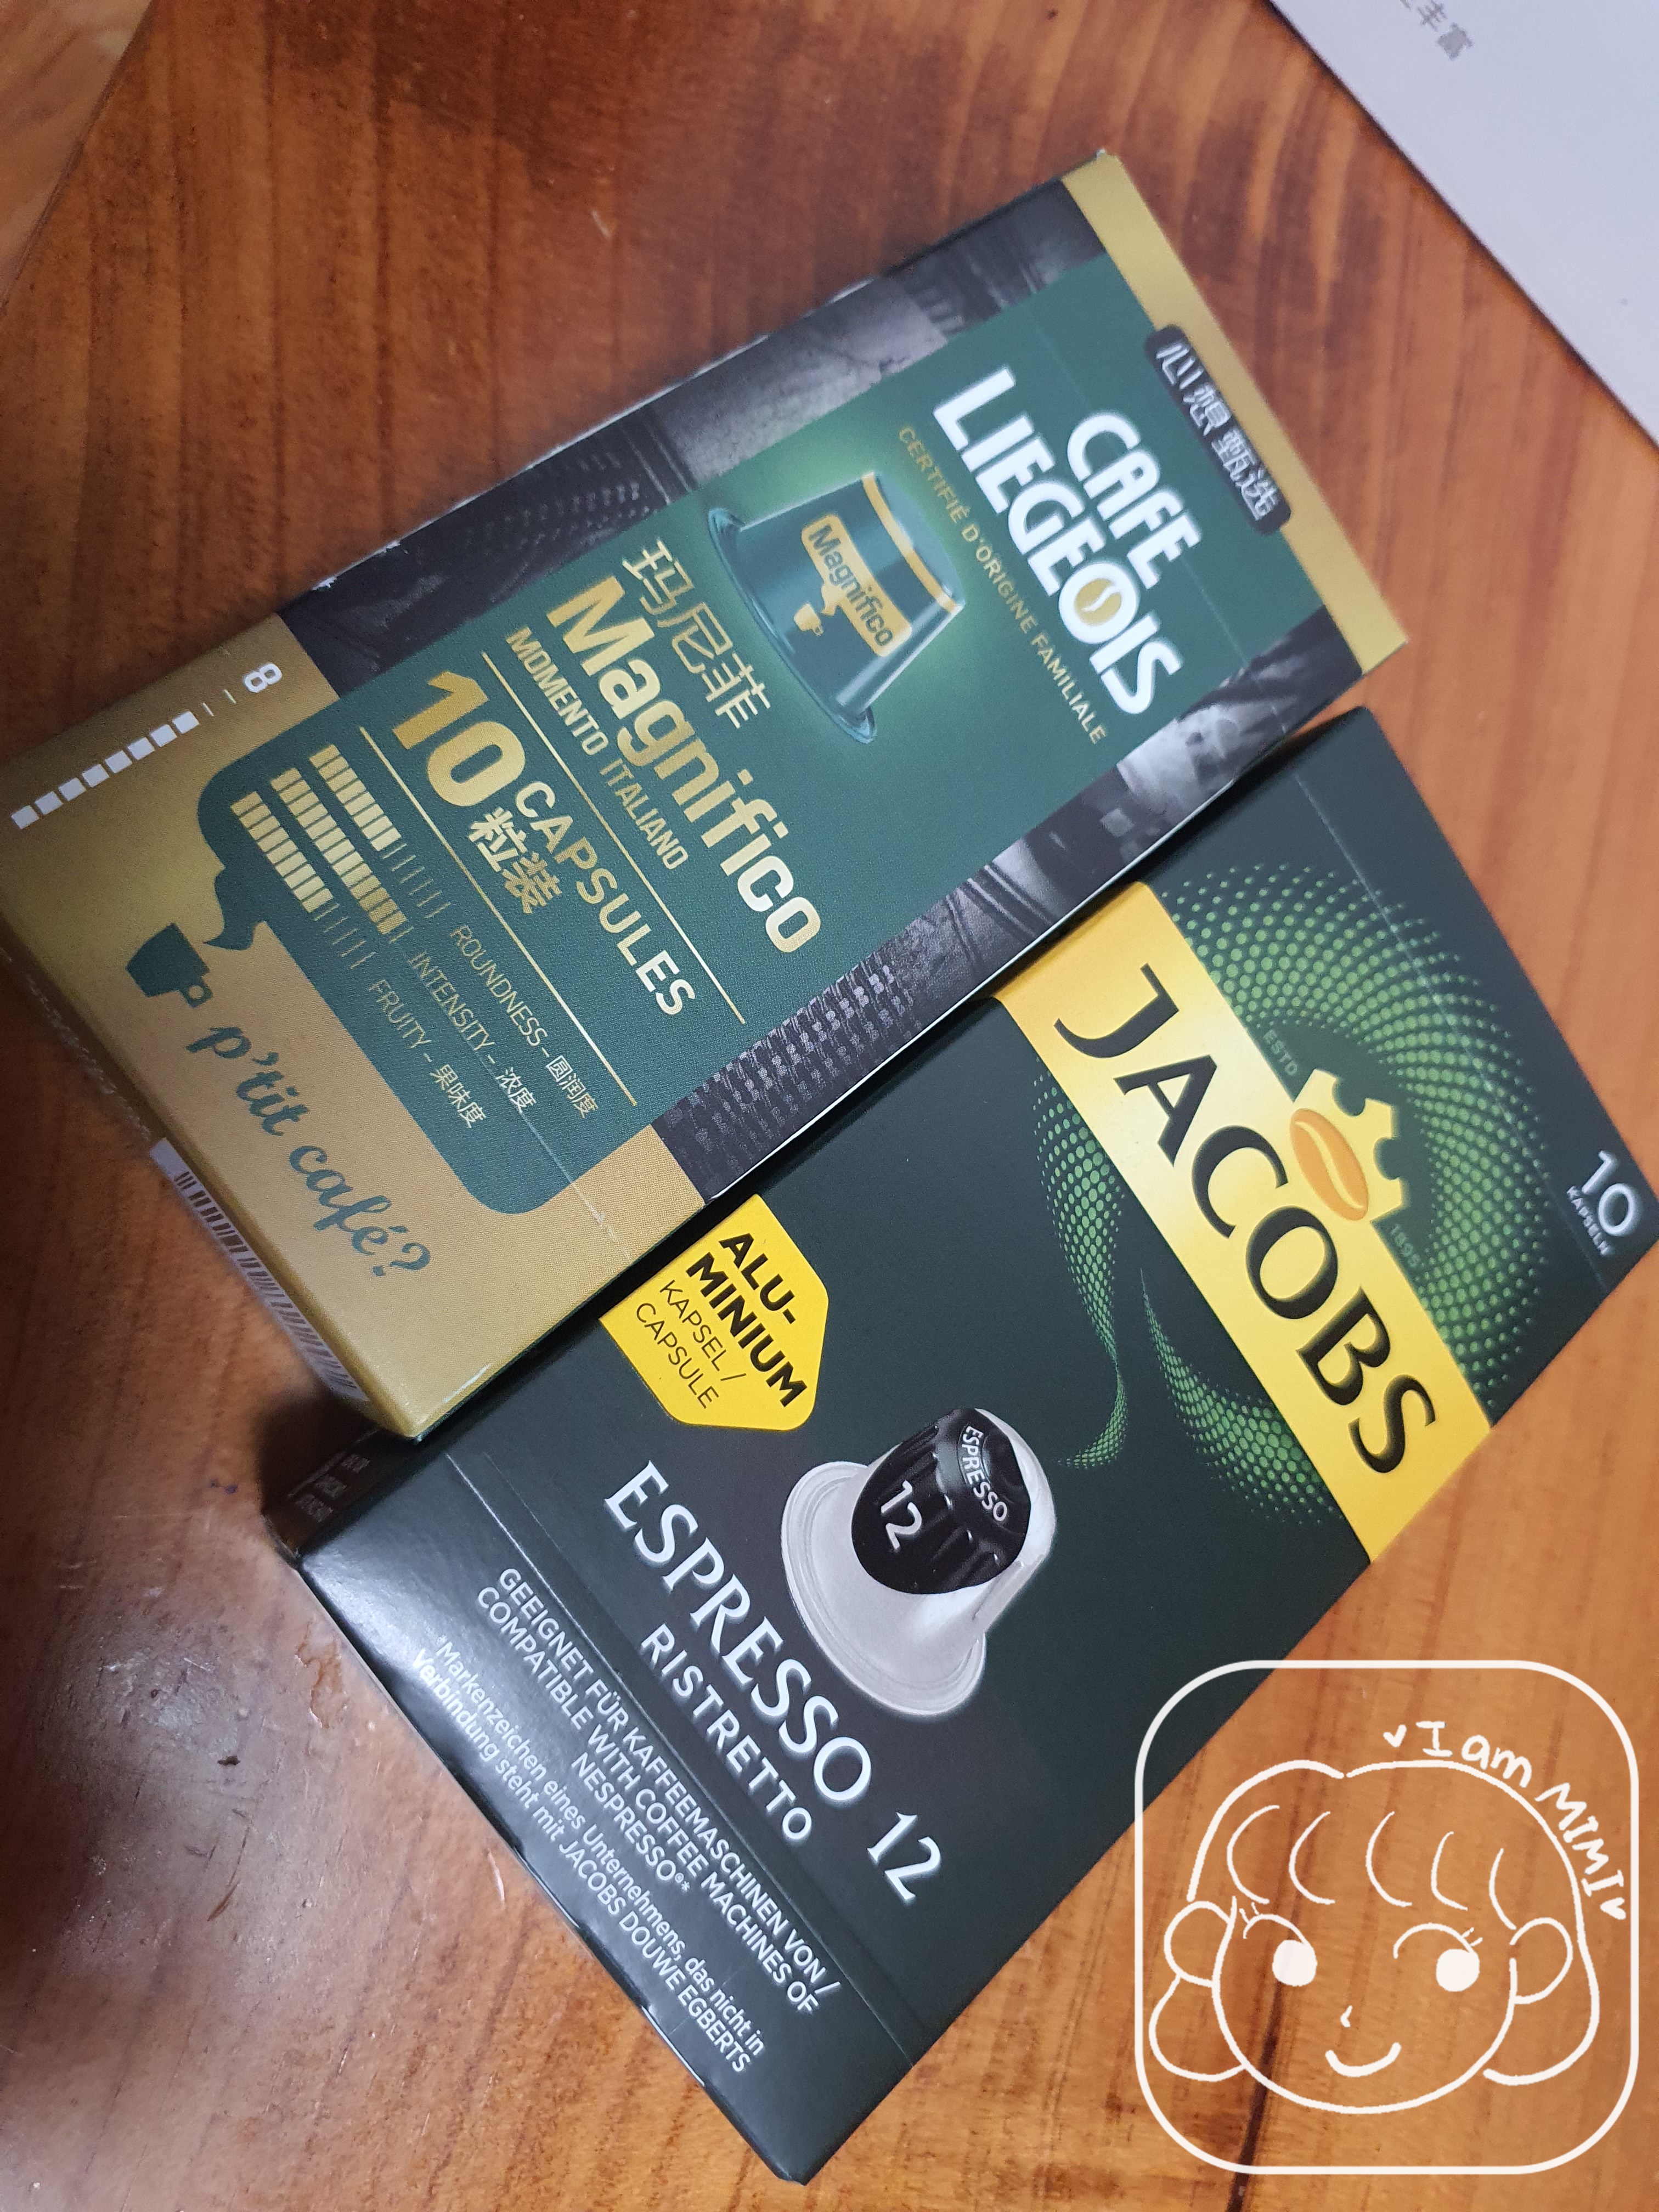 丰富
心想 甄选
CAFE
LIEGEOIS
CERTIFIÉ D'ORIGINE FAMILIALE
Magnifico
玛尼菲
Magnifico
MOMENTO ITALIANO
10 CAPSULES
粒装
ROUNDNESS - 圆润度
INTENSITY - 浓度
FRUITY - 果味度
8
p'tit café?
10
KAPSELN
ESTD
1895
JACOBS
ALU-
MINIUM
KAPSEL /
CAPSULE
ESPRESSO
12
ESPRESSO 12
RISTRETTO
GEEIGNET FÜR KAFFEEMASCHINEN VON /
COMPATIBLE WITH COFFEE MACHINES OF
NESPRESSO®*
*Markenzeichen eines Unternehmens, das nicht in
Verbindung steht mit JACOBS DOUWE EGBERTS
I am MIMI